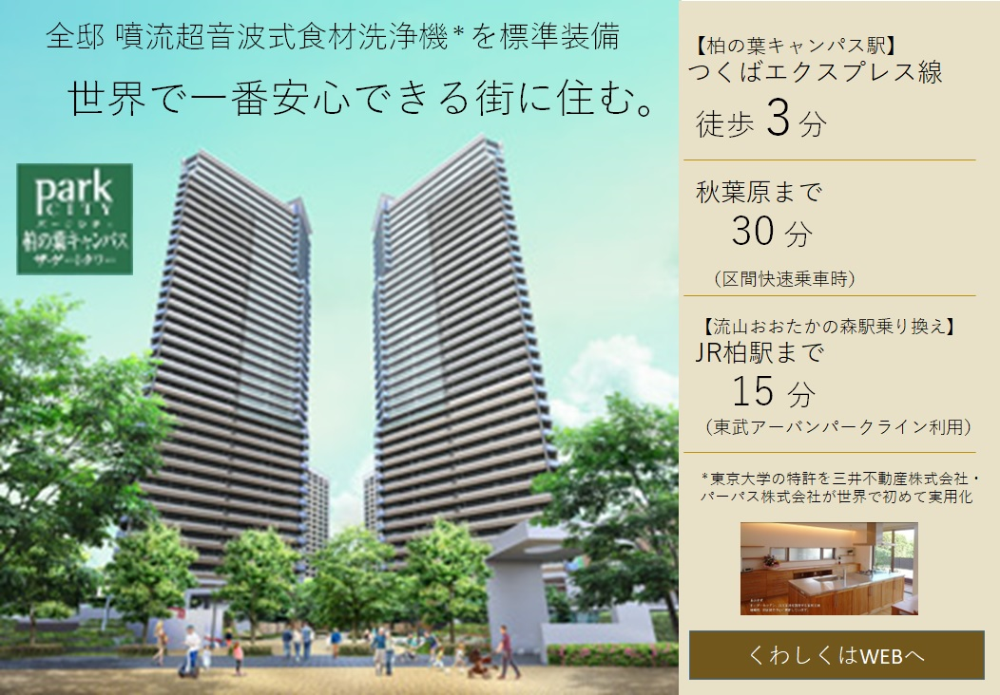 全邸 噴流超音波式食材洗浄機*を標準装備
世界で一番安心できる街に住む。
park
CITY
パークシティ
柏の葉キャンパス
ザ・ゲートタワー
【柏の葉キャンパス駅】
つくばエクスプレス線
徒歩 3 分
秋葉原まで
30 分
（区間快速乗車時）
【流山おおたかの森駅乗り換え】
JR柏駅まで
15 分
（東武アーバンパークライン利用）
*東京大学の特許を三井不動産株式会社・
パーパス株式会社が世界で初めて実用化
くわしくはWEBへ